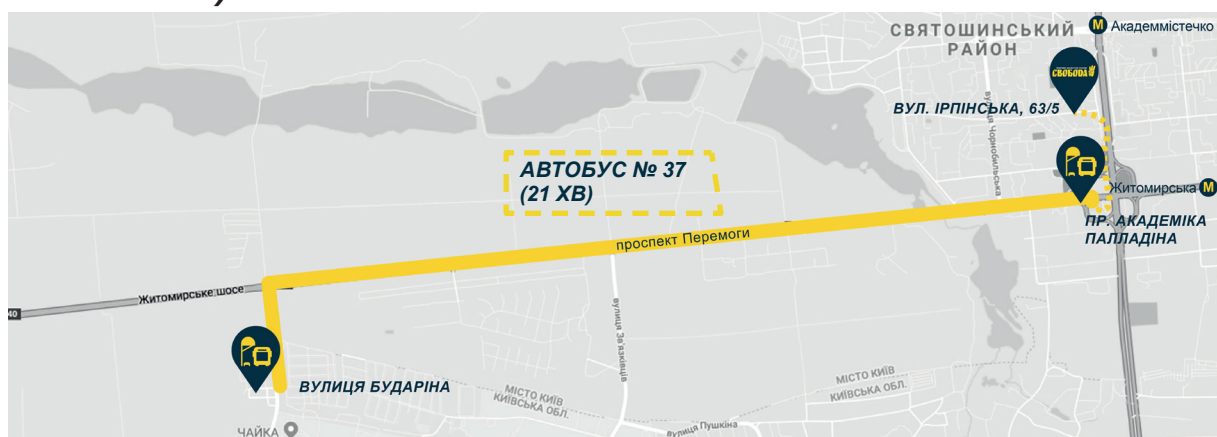 СВЯТОШИНСЬКИЙ
РАЙОН
М Академмістечко
СВОБОДА
ВУЛ. ІРПІНСЬКА, 63/5
вулиця Чорнобильська
АВТОБУС № 37
(21 ХВ)
Житомирська М
ПР. АКАДЕМІКА
ПАЛЛАДІНА
проспект Перемоги
Житомирське шосе
40
вулиця Зв'язківців
ВУЛИЦЯ БУДАРІНА
МІСТО КИЇВ
КИЇВСЬКА ОБЛ.
МІСТО КИЇВ
КИЇВСЬКА ОБЛ.
ЧАЙКА
вулиця Пушкіна